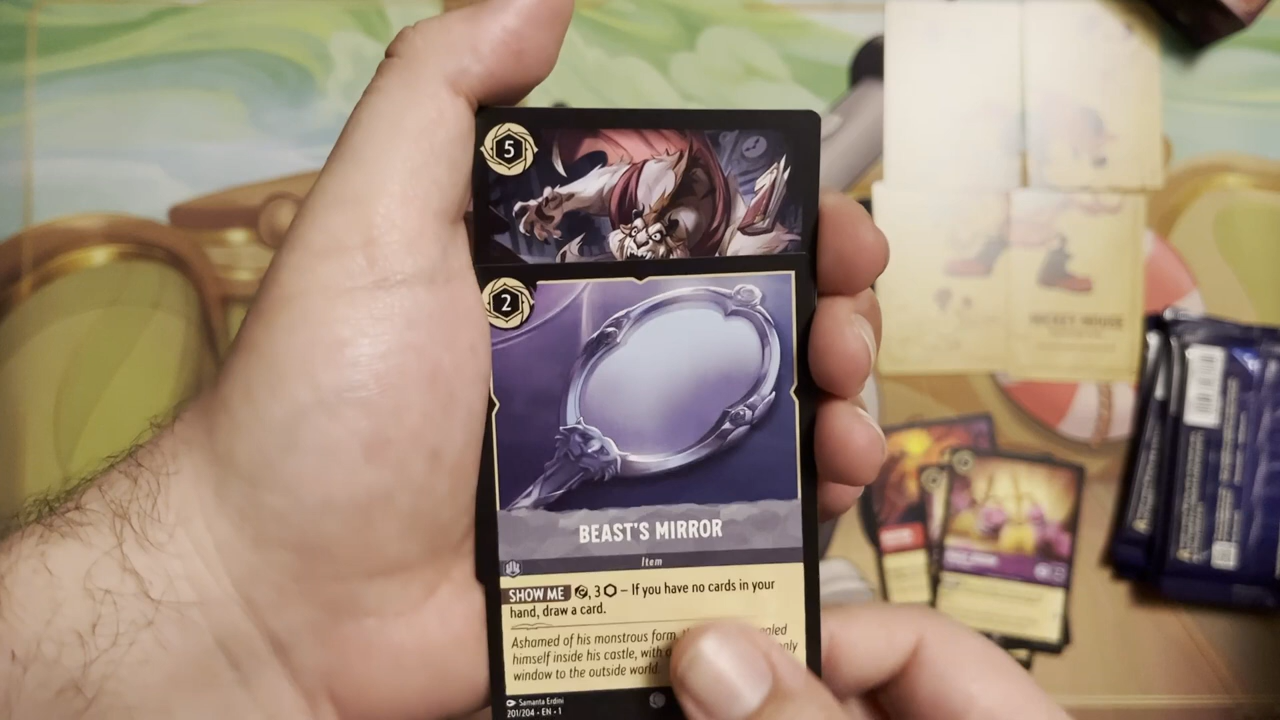 5
2
BEAST'S MIRROR
Item
SHOW ME , 3 – If you have no cards in your
hand, draw a card.
Ashamed of his monstrous form,
himself inside his castle, with
window to the outside world.
Samanta Erdini
201/204 • EN • 1
MICKEY MOUSE